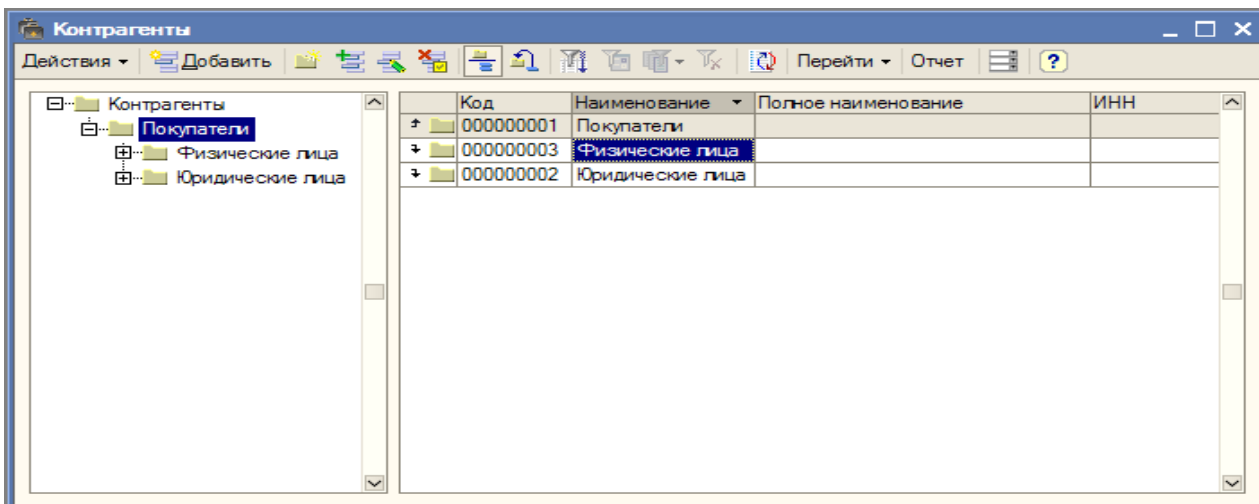 Контрагенты
Действия Добавить Перейти Отчет ?
Контрагенты
Покупатели
Физические лица
Юридические лица
Код Наименование Полное наименование ИНН
000000001 Покупатели
000000003 Физические лица
000000002 Юридические лица